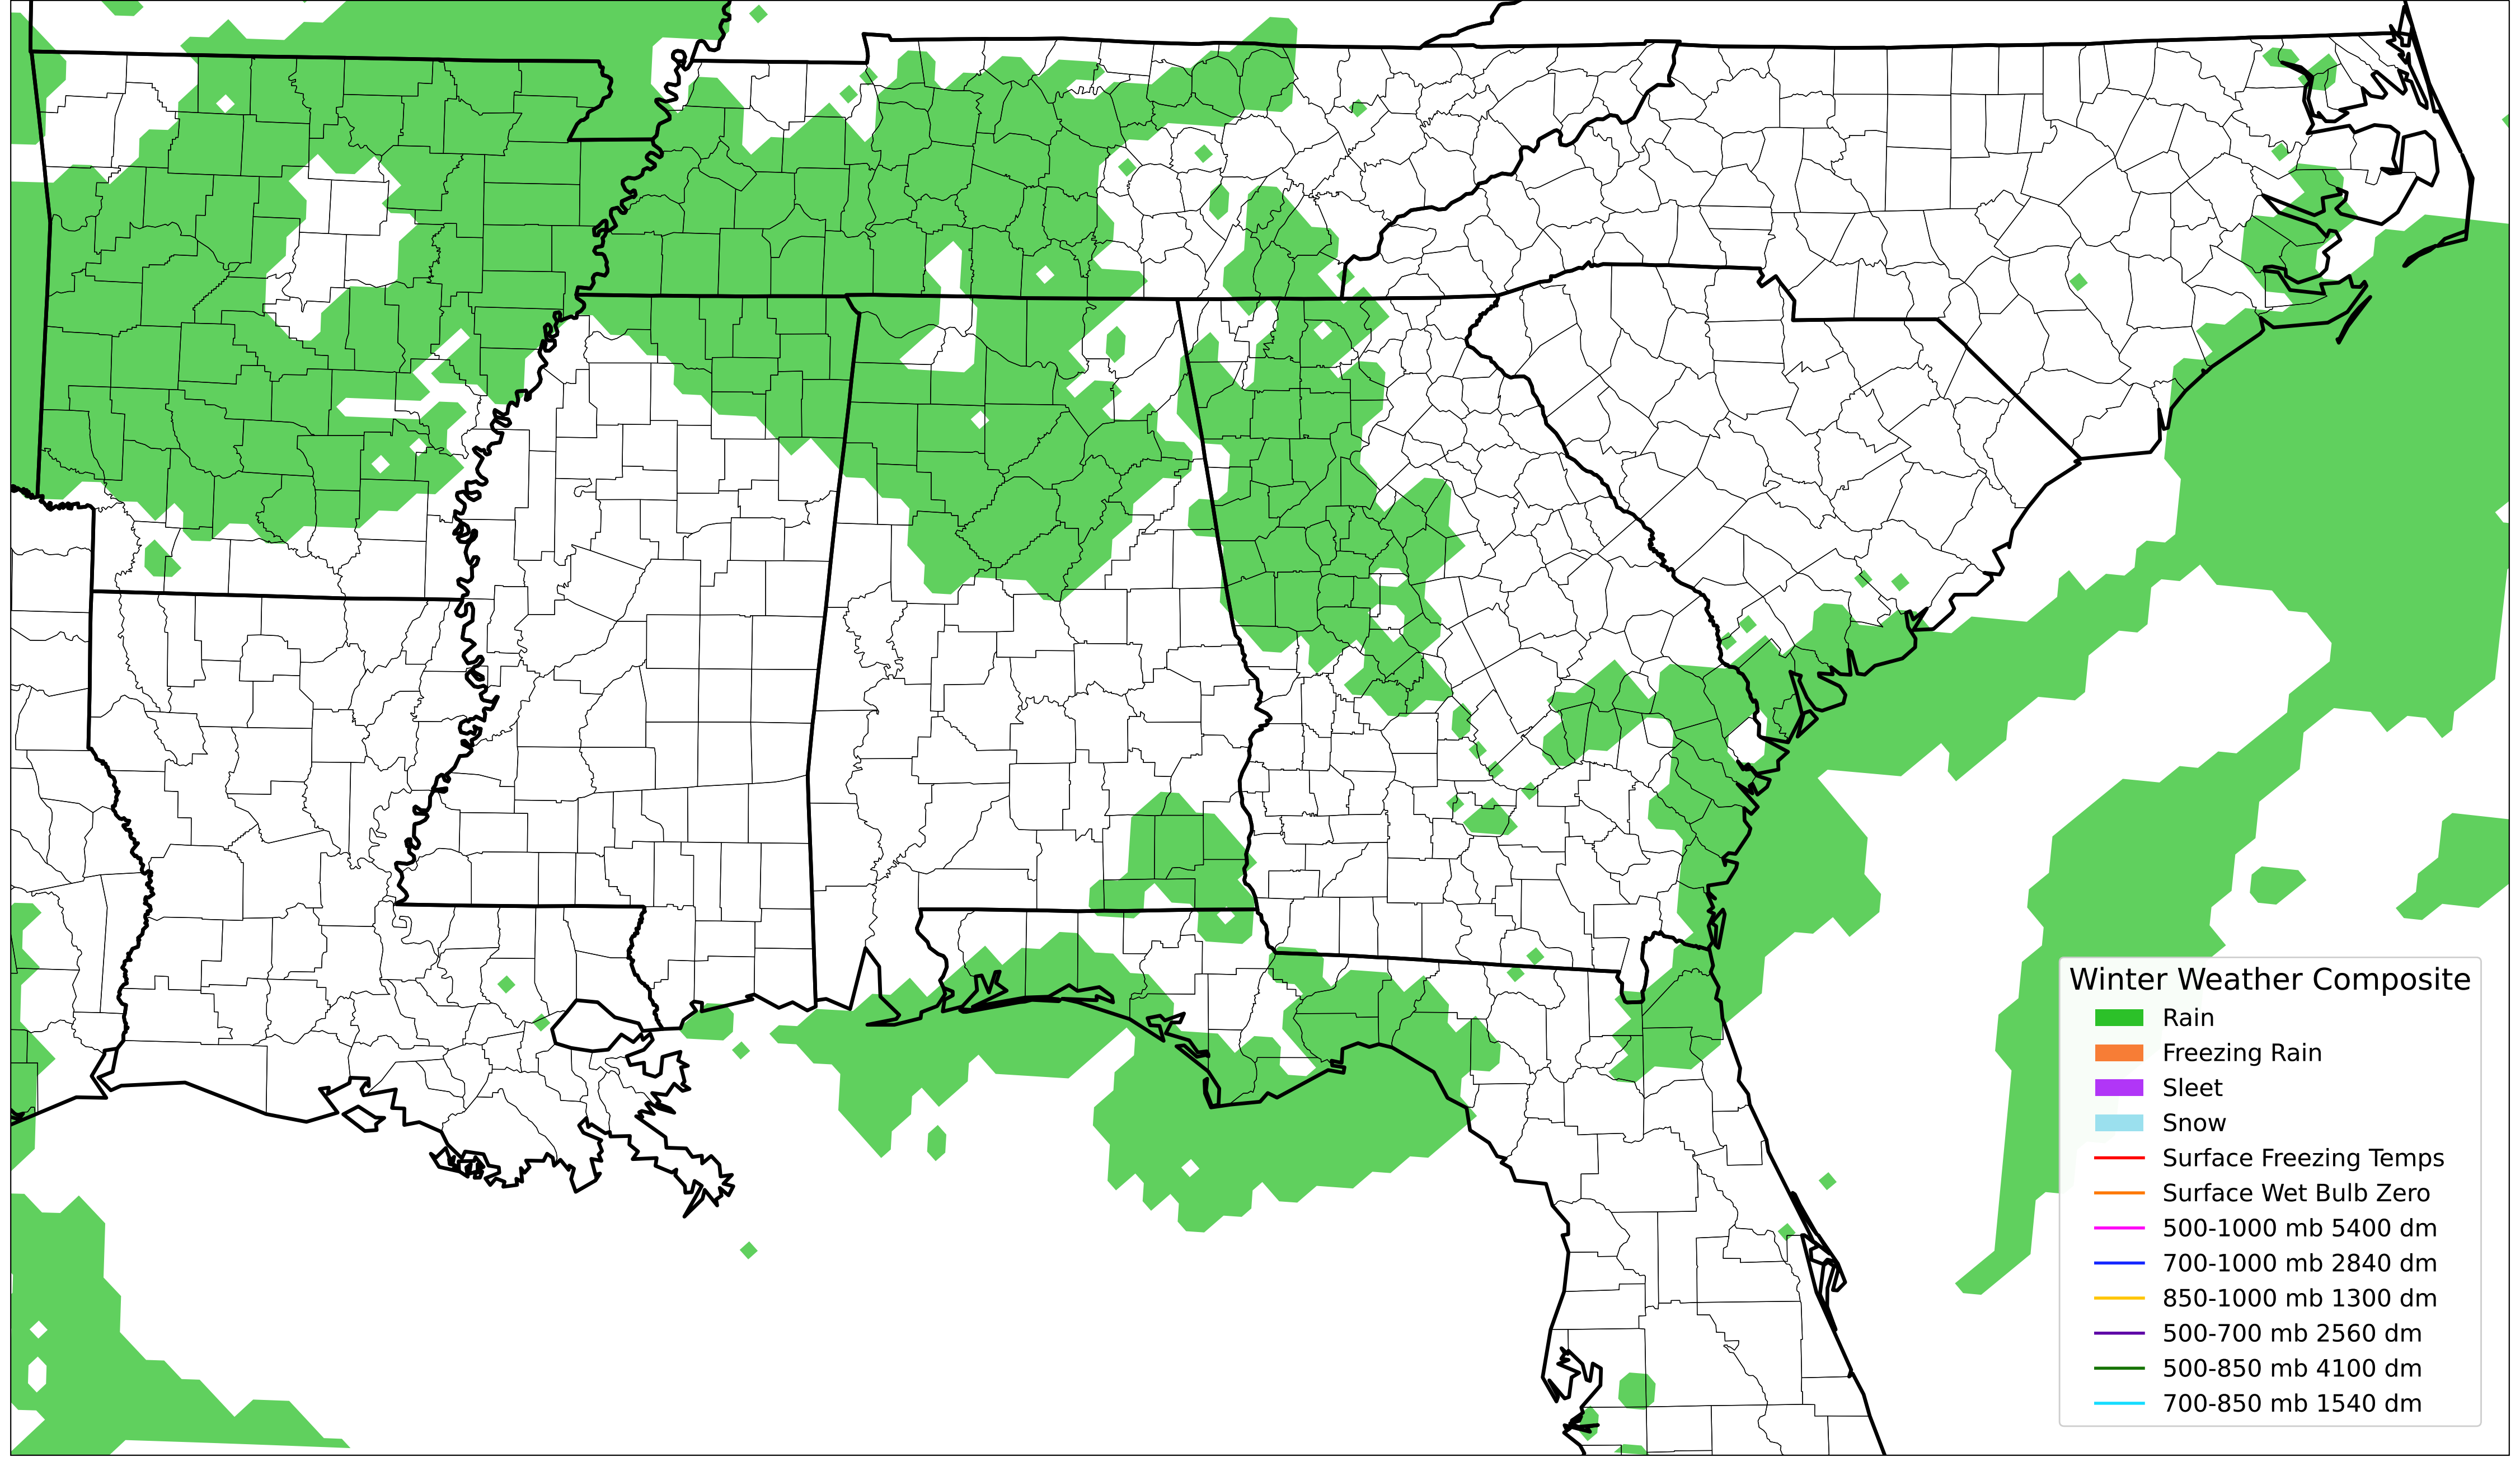 Winter Weather Composite
Rain
Freezing Rain
Sleet
Snow
Surface Freezing Temps
Surface Wet Bulb Zero
500-1000 mb 5400 dm
700-1000 mb 2840 dm
850-1000 mb 1300 dm
500-700 mb 2560 dm
500-850 mb 4100 dm
700-850 mb 1540 dm